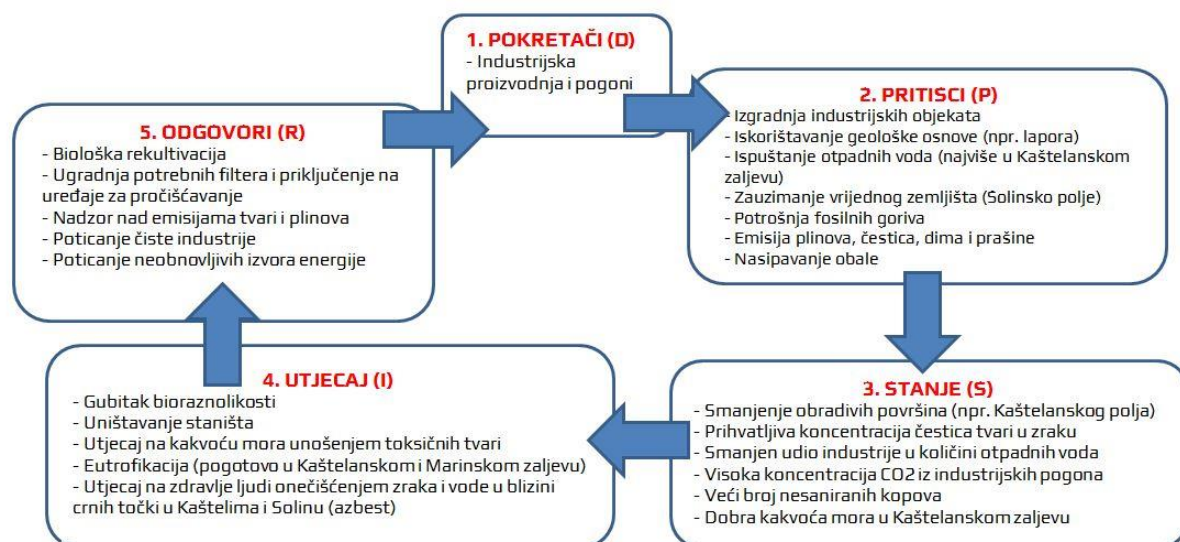 1. POKRETAČI (D)
- Industrijska
proizvodnja i pogoni
2. PRITISCI (P)
- Izgradnja industrijskih objekata
- Iskorištavanje geološke osnove (npr. lapora)
- Ispuštanje otpadnih voda (najviše u Kaštelanskom
zaljevu)
- Zauzimanje vrijednog zemljišta (Solinsko polje)
- Potrošnja fosilnih goriva
- Emisija plinova, čestica, dima i prašine
- Nasipavanje obale
3. STANJE (S)
- Smanjenje obradivih površina (npr. Kaštelanskog polja)
- Prihvatljiva koncentracija čestica tvari u zraku
- Smanjen udio industrije u količini otpadnih voda
- Visoka koncentracija CO2 iz industrijskih pogona
- Veći broj nesaniranih kopova
- Dobra kakvoća mora u Kaštelanskom zaljevu
4. UTJECAJ (I)
- Gubitak bioraznolikosti
- Uništavanje staništa
- Utjecaj na kakvoću mora unošenjem toksičnih tvari
- Eutrofikacija (pogotovo u Kaštelanskom i Marinskom zaljevu)
- Utjecaj na zdravlje ljudi onečišćenjem zraka i vode u blizini
crnih točki u Kaštelima i Solinu (azbest)
5. ODGOVORI (R)
- Biološka rekultivacija
- Ugradnja potrebnih filtera i priključenje na
uređaje za pročišćavanje
- Nadzor nad emisijama tvari i plinova
- Poticanje čiste industrije
- Poticanje neobnovljivih izvora energije